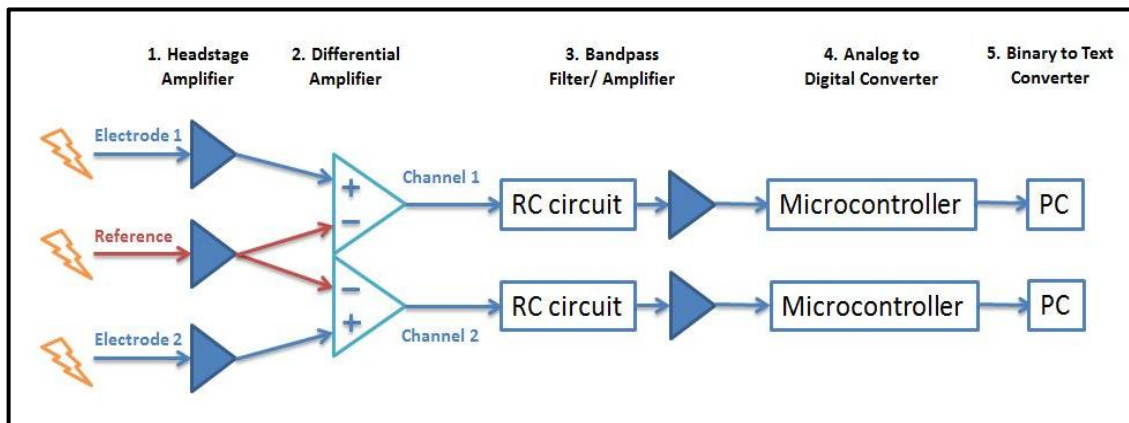 1. Headstage
Amplifier
2. Differential
Amplifier
3. Bandpass
Filter/ Amplifier
4. Analog to
Digital Converter
5. Binary to Text
Converter
Electrode 1
Reference
Electrode 2
+
−
−
+
Channel 1
Channel 2
RC circuit
Microcontroller
PC
RC circuit
Microcontroller
PC